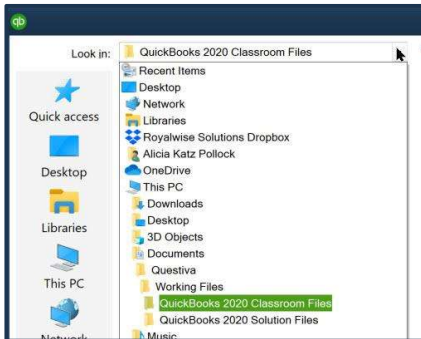 qb
Look in:
QuickBooks 2020 Classroom Files
Recent Items
Desktop
Network
Libraries
Royalwise Solutions Dropbox
Alicia Katz Pollock
OneDrive
This PC
Downloads
Desktop
3D Objects
Documents
Questiva
Working Files
QuickBooks 2020 Classroom Files
QuickBooks 2020 Solution Files
Music
Quick access
Desktop
Libraries
This PC
Network